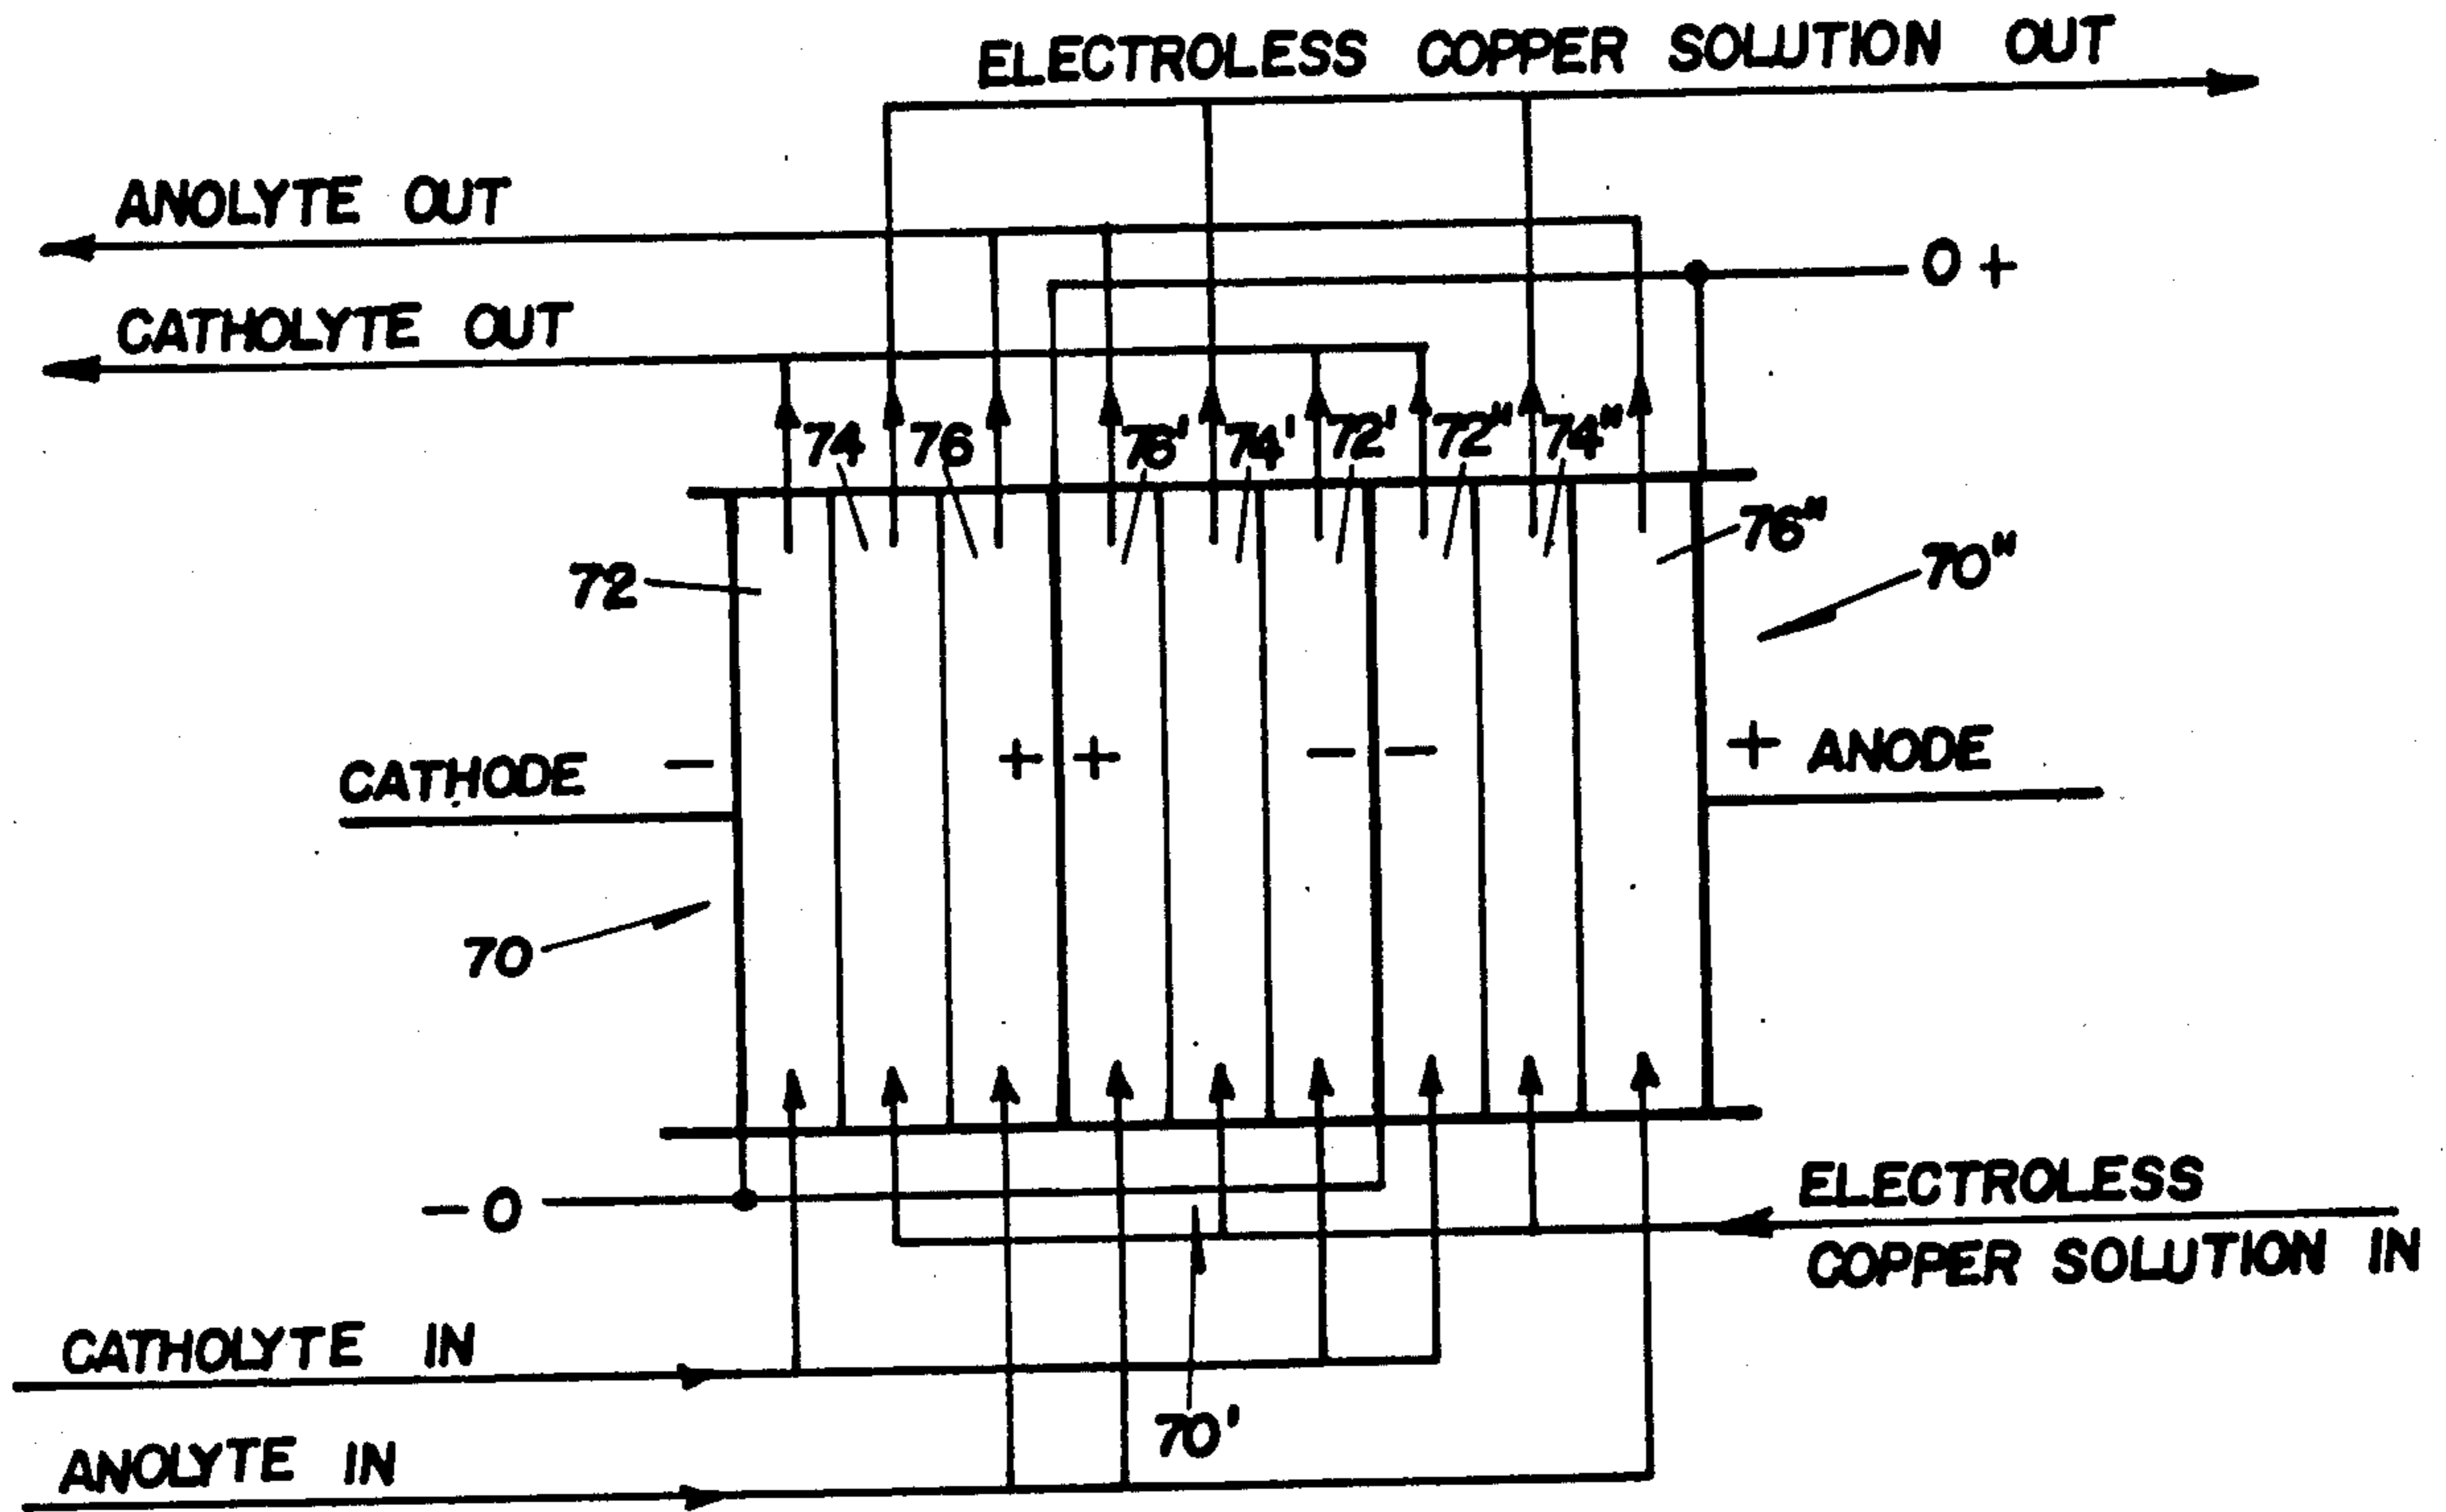 ELECTROLESS COPPER SOLUTION OUT
ANOLYTE OUT
O +
CATHOLYTE OUT
74 76 76' 74' 72' 72" 74"
76"
70"
72
CATHODE − + + − − + ANODE
70
− O
ELECTROLESS
COPPER SOLUTION IN
CATHOLYTE IN
70'
ANOLYTE IN